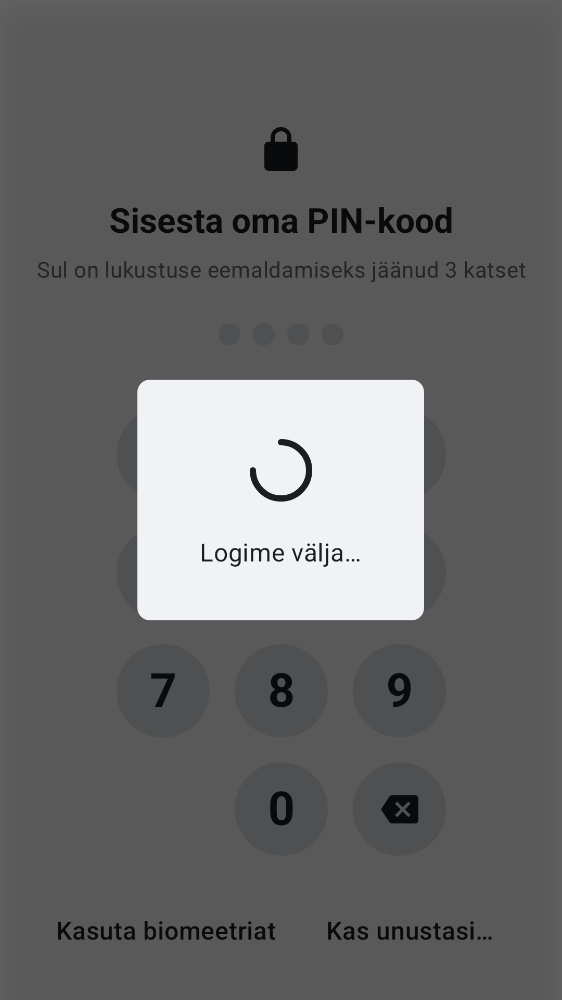 Sisesta oma PIN-kood
Sul on lukustuse eemaldamiseks jäänud 3 katset
Logime välja…
7 8 9
0
Kasuta biomeetriat Kas unustasi…